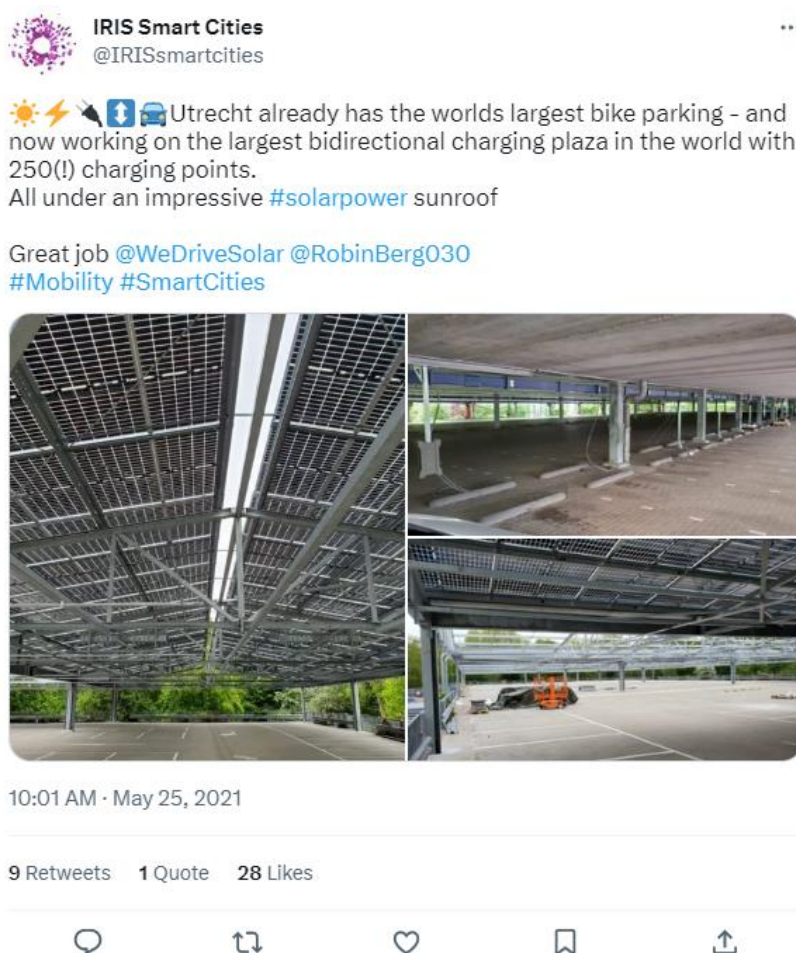 IRIS Smart Cities
@IRISsmartcities
☀️⚡🔌↕️🚘Utrecht already has the worlds largest bike parking - and
now working on the largest bidirectional charging plaza in the world with
250(!) charging points.
All under an impressive #solarpower sunroof
Great job @WeDriveSolar @RobinBerg030
#Mobility #SmartCities
10:01 AM · May 25, 2021
9 Retweets 1 Quote 28 Likes